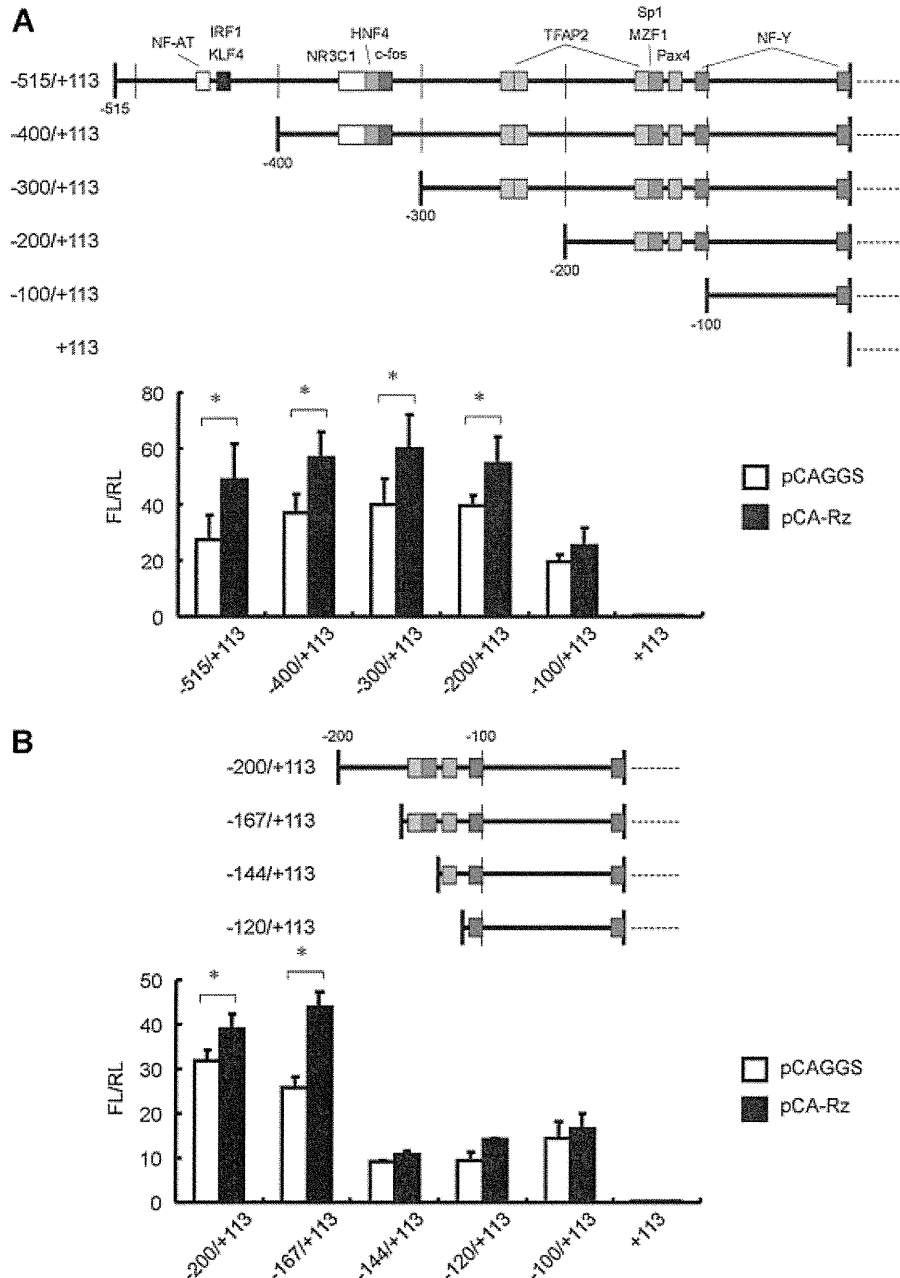 A
NF-AT
IRF1
KLF4
NR3C1
HNF4
c-fos
TFAP2
Sp1
MZF1
Pax4
NF-Y
-515/+113
-515
-400/+113
-400
-300/+113
-300
-200/+113
-200
-100/+113
-100
+113
80
60
40
20
0
FL/RL
*
*
*
*
pCAGGS
pCA-Rz
-515/+113
-400/+113
-300/+113
-200/+113
-100/+113
+113
B
-200
-100
-200/+113
-167/+113
-144/+113
-120/+113
50
40
30
20
10
0
FL/RL
*
*
pCAGGS
pCA-Rz
-200/+113
-167/+113
-144/+113
-120/+113
-100/+113
+113